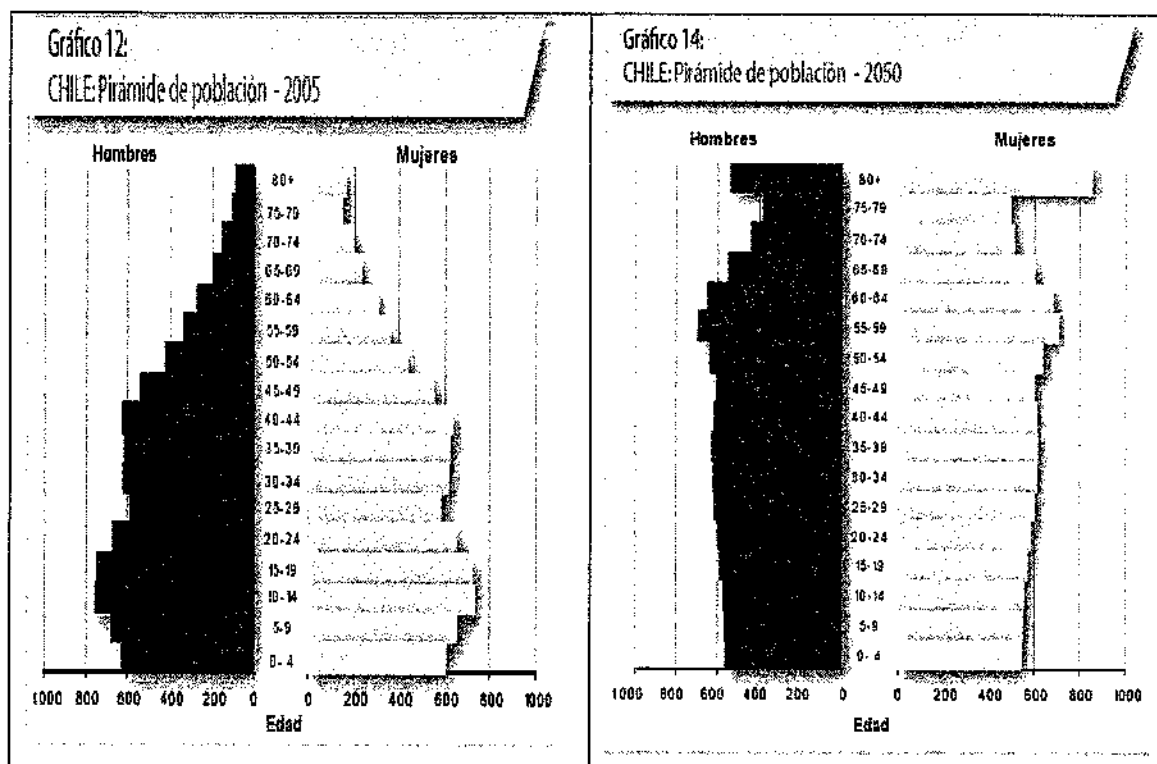 Gráfico 12:
CHILE: Pirámide de población - 2005
Hombres
Mujeres
80+
75-79
70-74
65-69
60-64
55-59
50-54
45-49
40-44
35-39
30-34
25-29
20-24
15-19
10-14
5-9
0-4
1000 800 600 400 200 0
0 200 400 600 800 1000
Edad
Gráfico 14:
CHILE: Pirámide de población - 2050
Hombres
Mujeres
80+
75-79
70-74
65-69
60-64
55-59
50-54
45-49
40-44
35-39
30-34
25-29
20-24
15-19
10-14
5-9
0-4
1000 800 600 400 200 0
0 200 400 600 800 1000
Edad